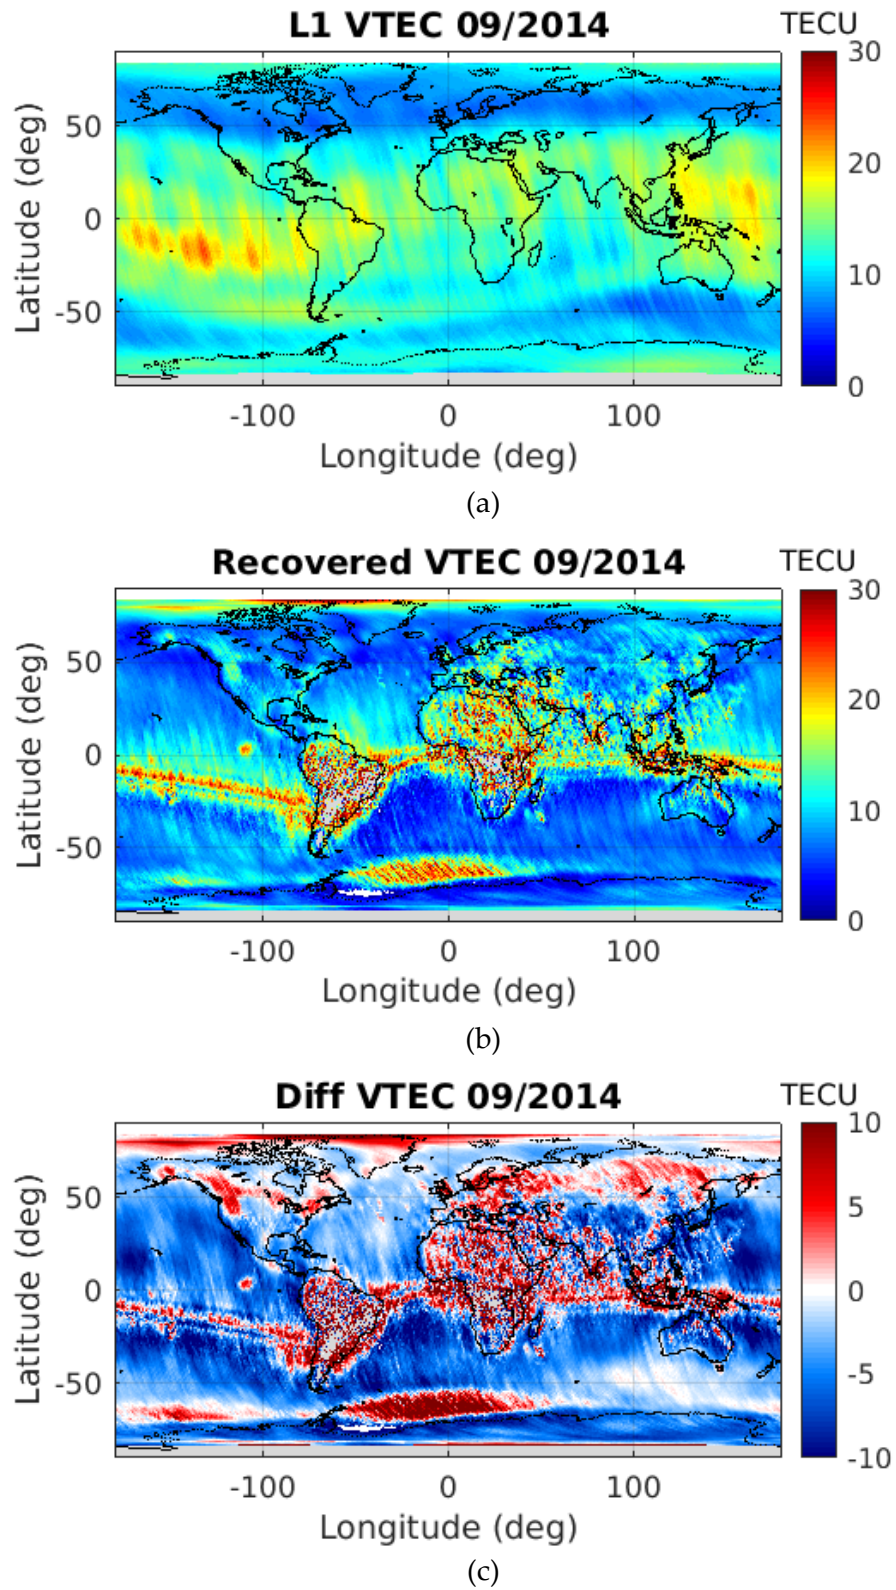 L1 VTEC 09/2014 TECU
30
20
10
0
50
0
-50
Latitude (deg)
-100 0 100
Longitude (deg)
(a)
Recovered VTEC 09/2014 TECU
30
20
10
0
50
0
-50
Latitude (deg)
-100 0 100
Longitude (deg)
(b)
Diff VTEC 09/2014 TECU
10
5
0
-5
-10
50
0
-50
Latitude (deg)
-100 0 100
Longitude (deg)
(c)